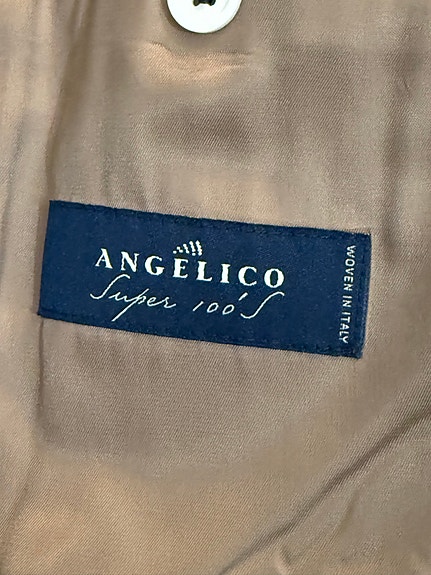 ANGELICO
Super 100'S
WOVEN IN ITALY